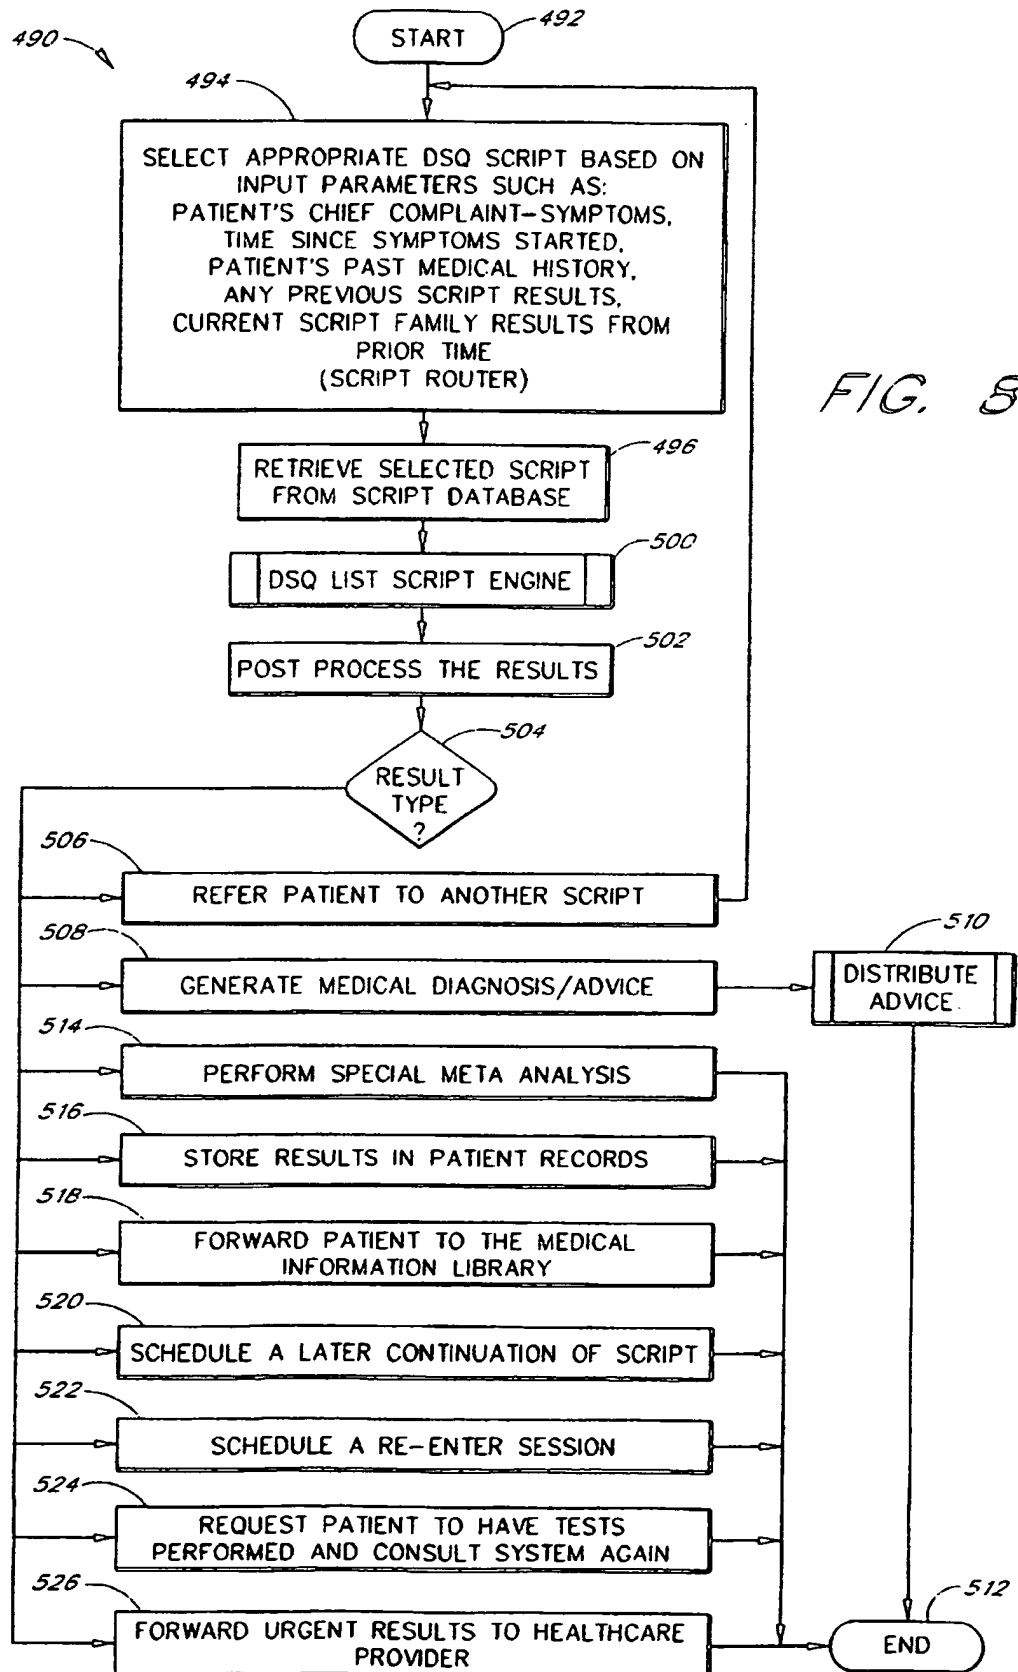 490
START
492
494
SELECT APPROPRIATE DSQ SCRIPT BASED ON
INPUT PARAMETERS SUCH AS:
PATIENT'S CHIEF COMPLAINT-SYMPTOMS,
TIME SINCE SYMPTOMS STARTED,
PATIENT'S PAST MEDICAL HISTORY,
ANY PREVIOUS SCRIPT RESULTS,
CURRENT SCRIPT FAMILY RESULTS FROM
PRIOR TIME
(SCRIPT ROUTER)
FIG. 8
496
RETRIEVE SELECTED SCRIPT
FROM SCRIPT DATABASE
500
DSQ LIST SCRIPT ENGINE
502
POST PROCESS THE RESULTS
504
RESULT
TYPE
?
506
REFER PATIENT TO ANOTHER SCRIPT
508
GENERATE MEDICAL DIAGNOSIS/ADVICE
510
DISTRIBUTE
ADVICE
514
PERFORM SPECIAL META ANALYSIS
516
STORE RESULTS IN PATIENT RECORDS
518
FORWARD PATIENT TO THE MEDICAL
INFORMATION LIBRARY
520
SCHEDULE A LATER CONTINUATION OF SCRIPT
522
SCHEDULE A RE-ENTER SESSION
524
REQUEST PATIENT TO HAVE TESTS
PERFORMED AND CONSULT SYSTEM AGAIN
526
FORWARD URGENT RESULTS TO HEALTHCARE
PROVIDER
512
END